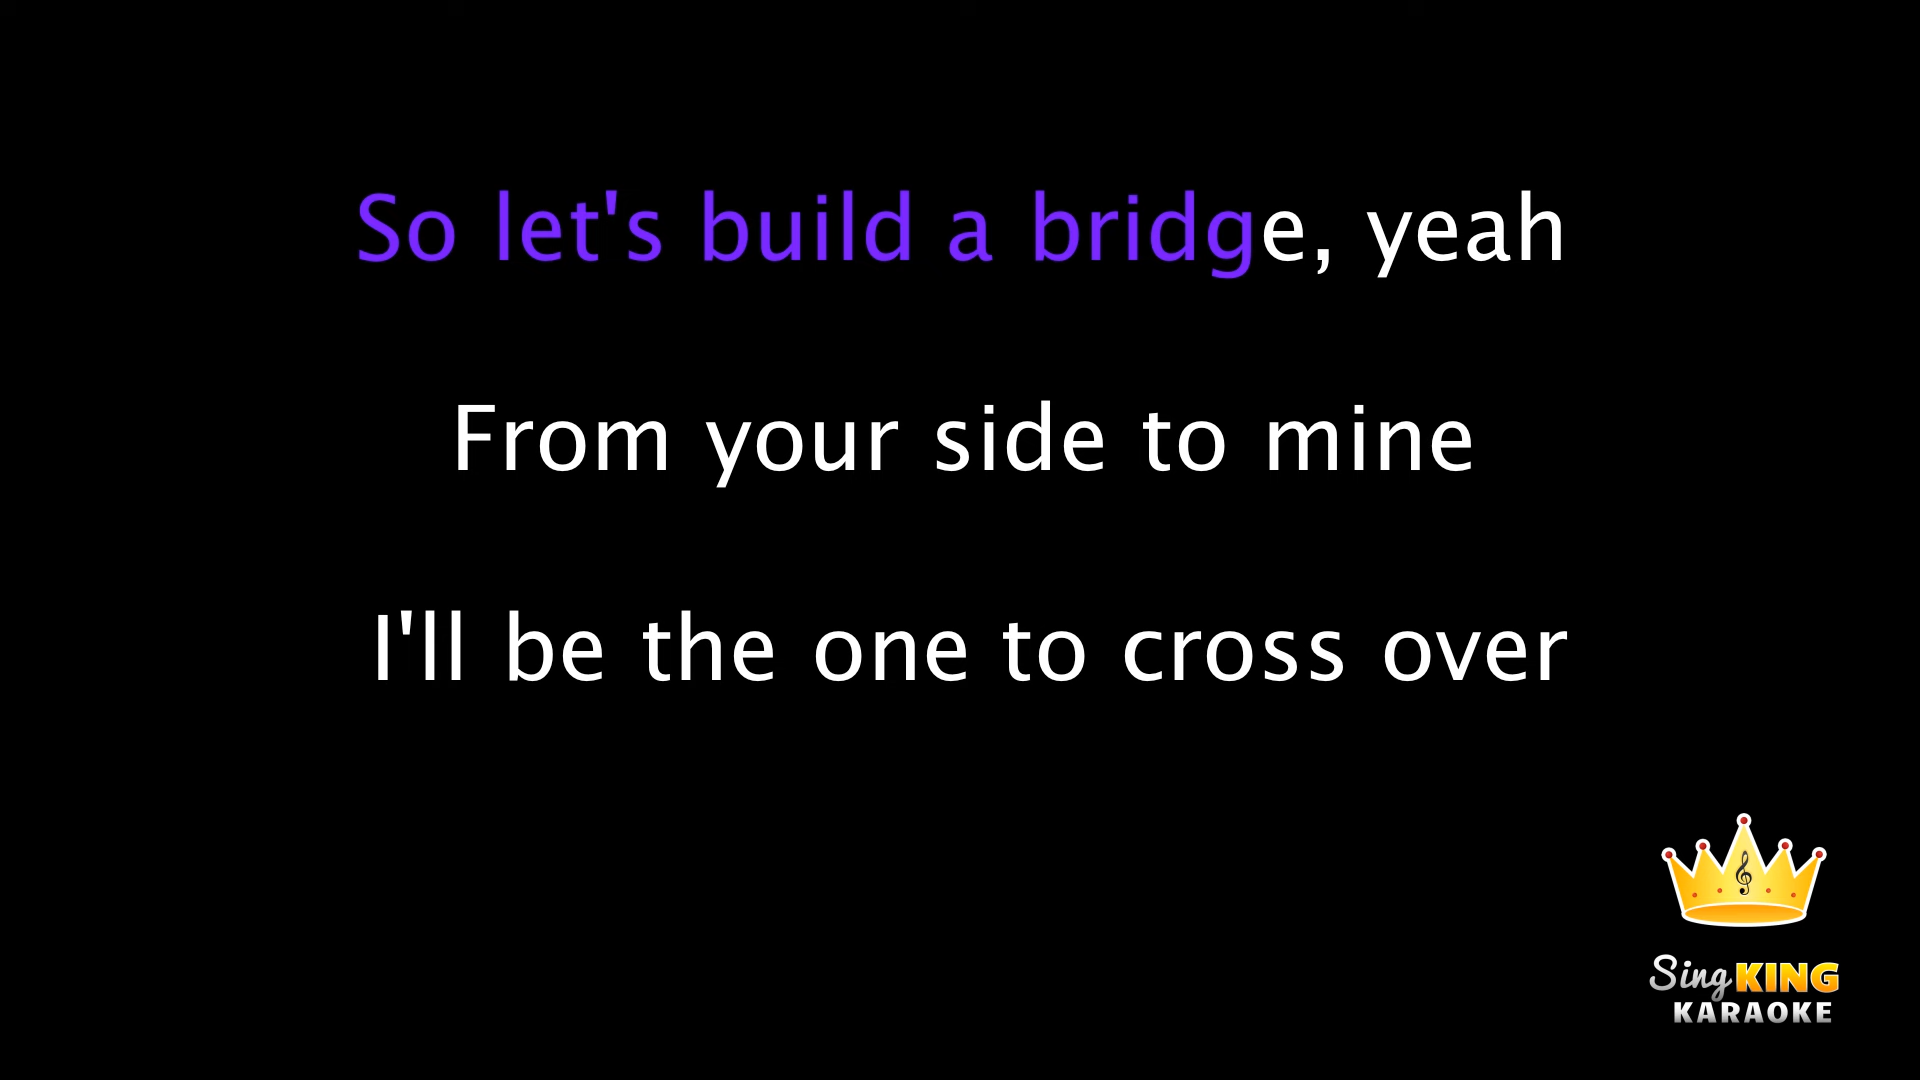 So let's build a bridge, yeah
From your side to mine
I'll be the one to cross over
Sing KING
KARAOKE